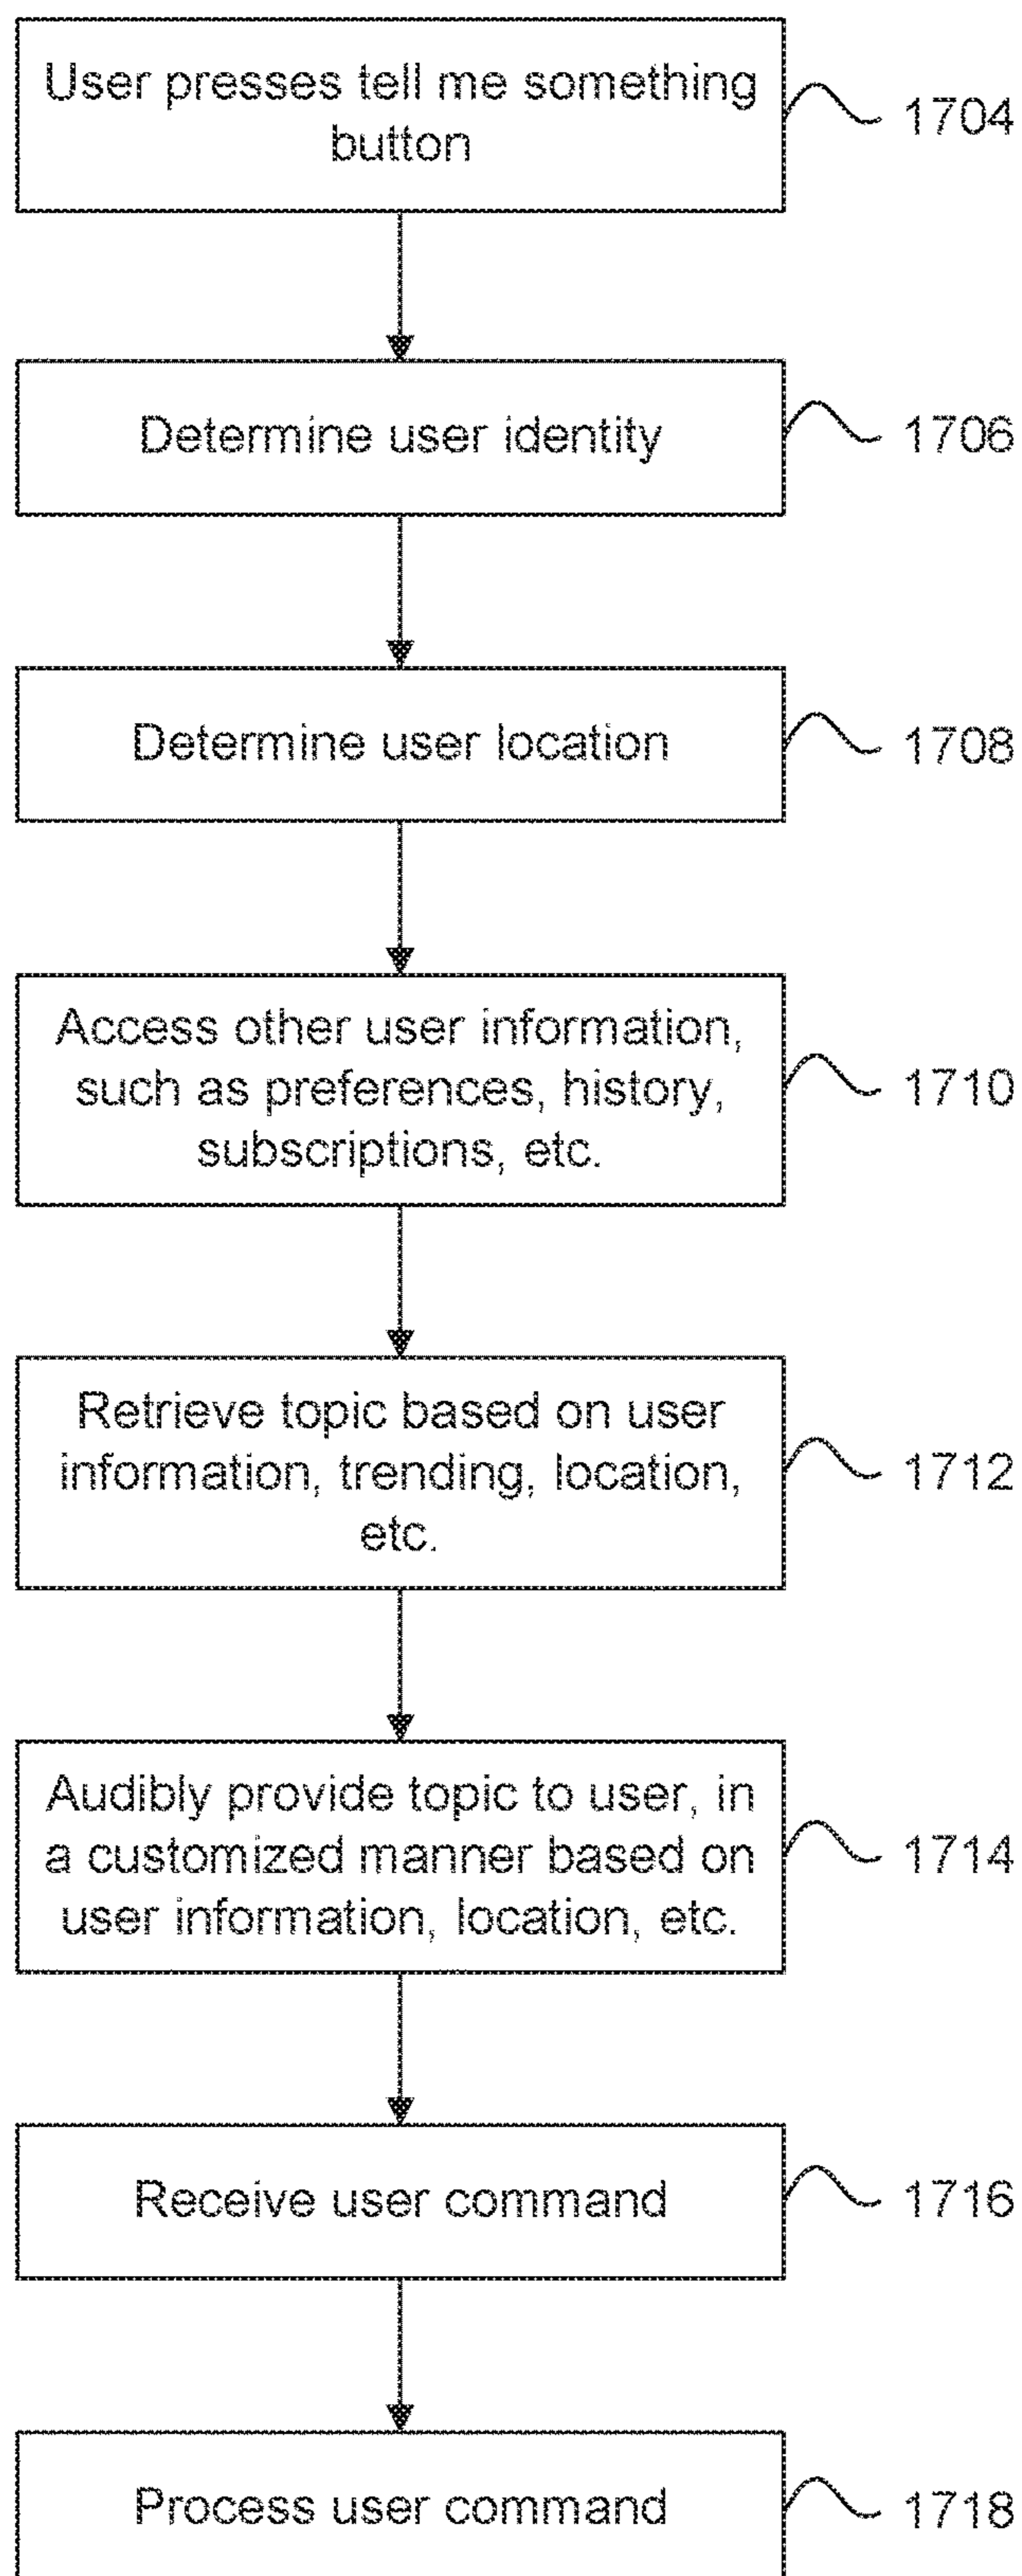 User presses tell me something
button
1704
Determine user identity
1706
Determine user location
1708
Access other user information,
such as preferences, history,
subscriptions, etc.
1710
Retrieve topic based on user
information, trending, location,
etc.
1712
Audibly provide topic to user, in
a customized manner based on
user information, location, etc.
1714
Receive user command
1716
Process user command
1718